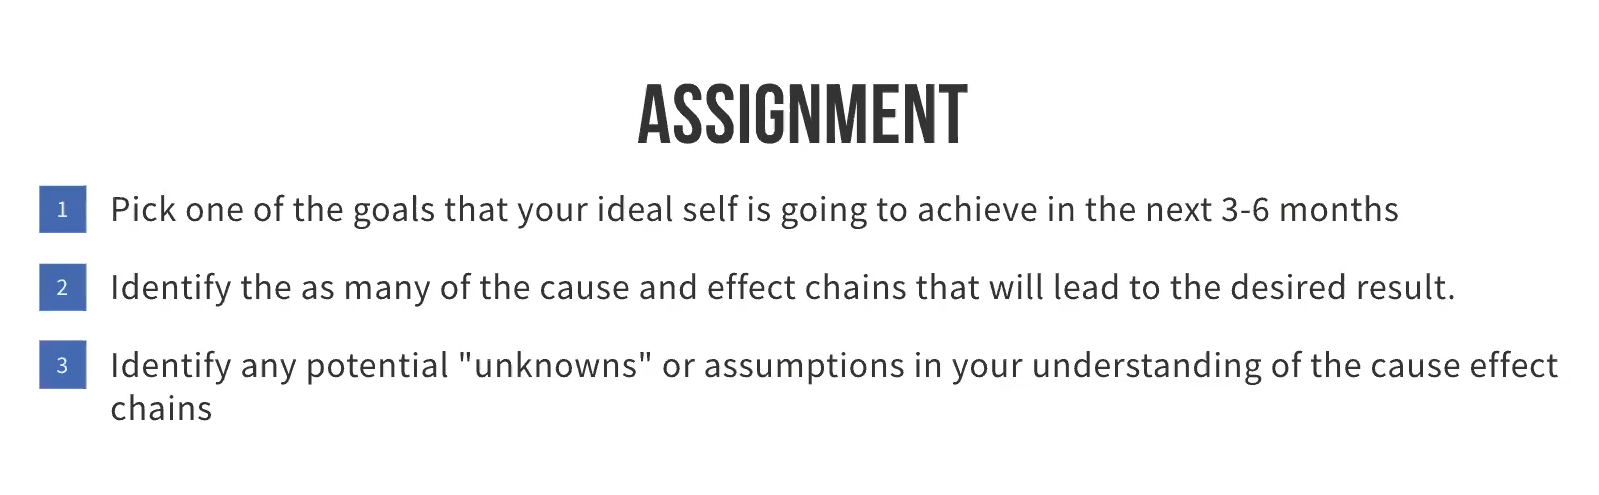 ASSIGNMENT
1 Pick one of the goals that your ideal self is going to achieve in the next 3-6 months
2 Identify the as many of the cause and effect chains that will lead to the desired result.
3 Identify any potential "unknowns" or assumptions in your understanding of the cause effect
chains